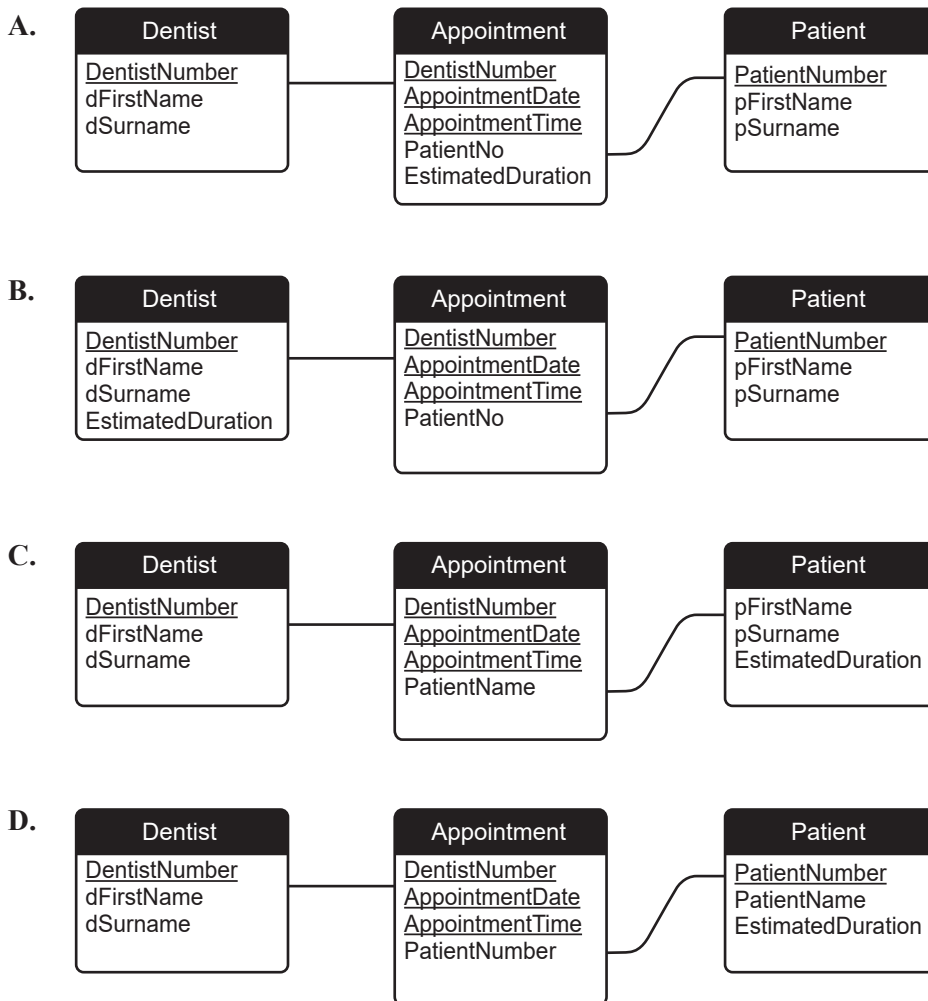 A.
Dentist
DentistNumber
dFirstName
dSurname
Appointment
DentistNumber
AppointmentDate
AppointmentTime
PatientNo
EstimatedDuration
Patient
PatientNumber
pFirstName
pSurname
B.
Dentist
DentistNumber
dFirstName
dSurname
EstimatedDuration
Appointment
DentistNumber
AppointmentDate
AppointmentTime
PatientNo
Patient
PatientNumber
pFirstName
pSurname
C.
Dentist
DentistNumber
dFirstName
dSurname
Appointment
DentistNumber
AppointmentDate
AppointmentTime
PatientName
Patient
pFirstName
pSurname
EstimatedDuration
D.
Dentist
DentistNumber
dFirstName
dSurname
Appointment
DentistNumber
AppointmentDate
AppointmentTime
PatientNumber
Patient
PatientNumber
PatientName
EstimatedDuration